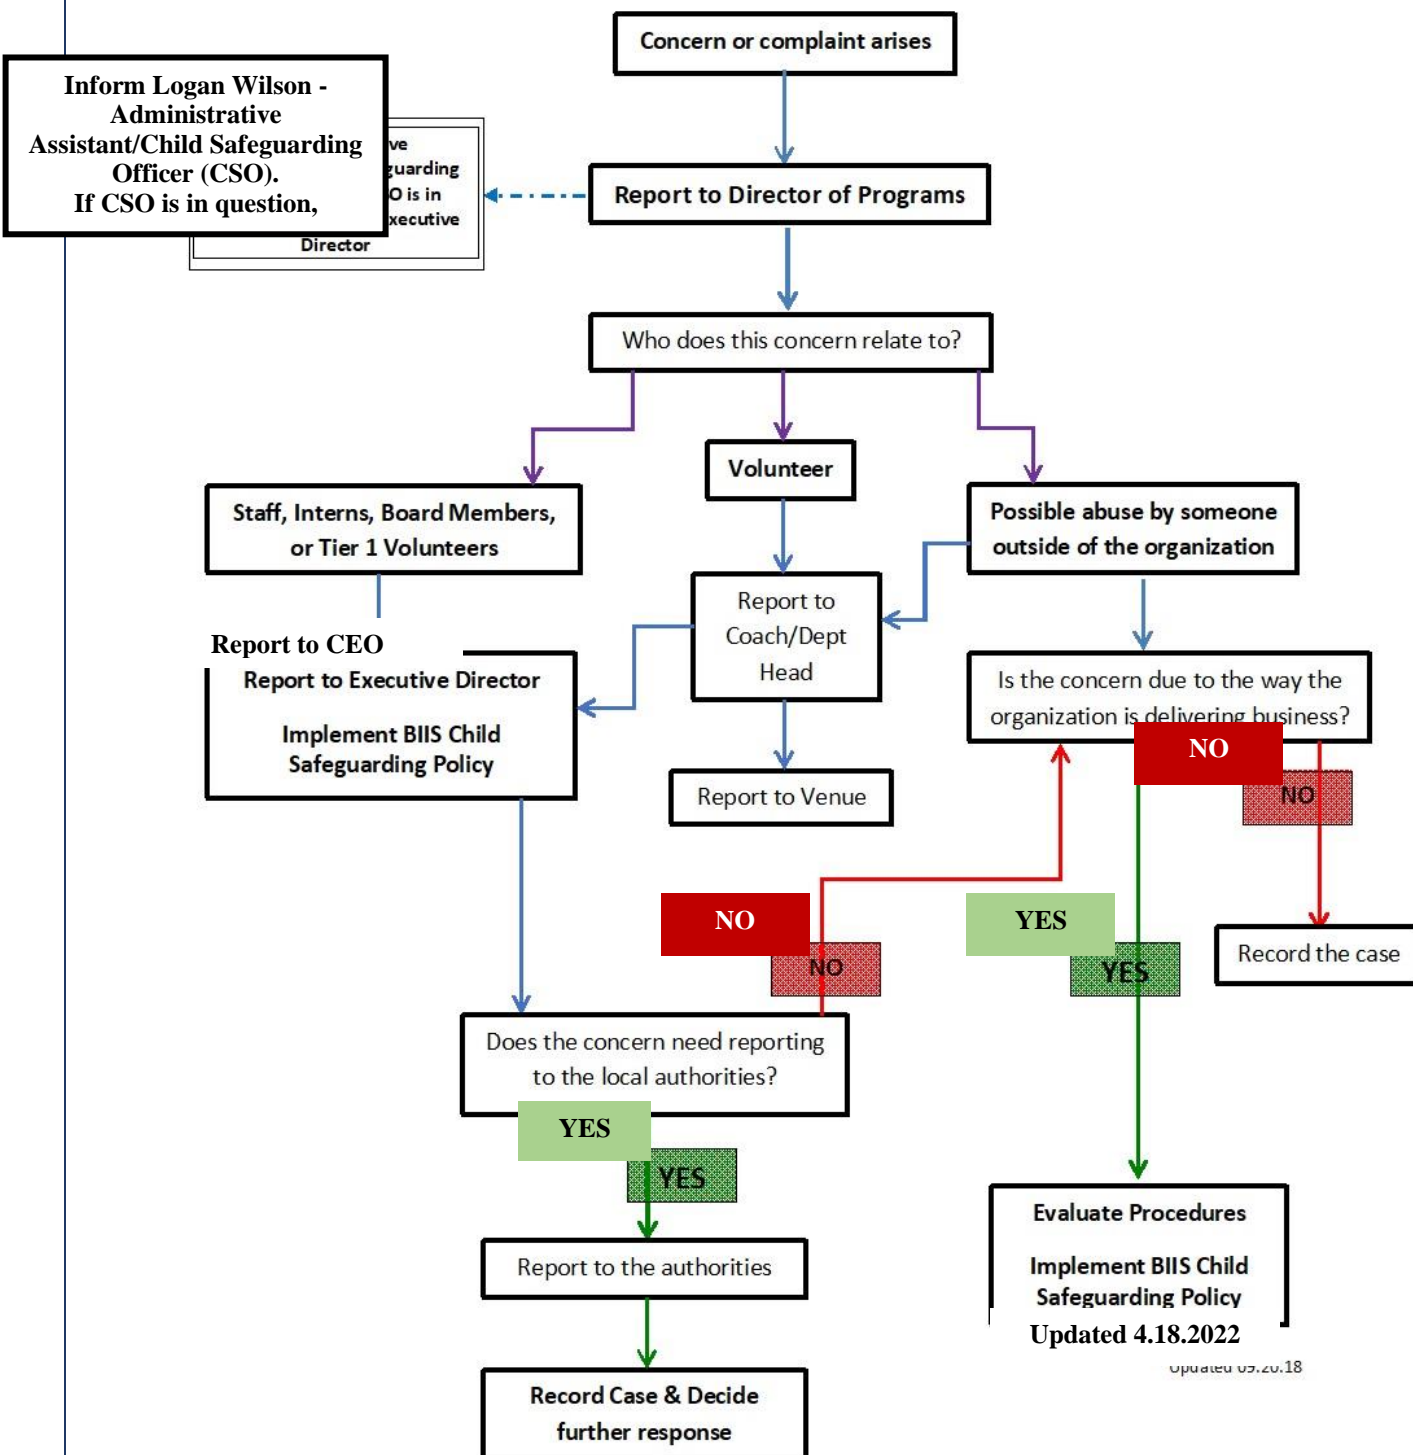 Concern or complaint arises
Inform Logan Wilson -
Administrative
Assistant/Child Safeguarding
Officer (CSO).
If CSO is in question,
Director
Report to Director of Programs
Who does this concern relate to?
Staff, Interns, Board Members,
or Tier 1 Volunteers
Volunteer
Possible abuse by someone
outside of the organization
Report to CEO
Report to Executive Director
Implement BIIS Child
Safeguarding Policy
Report to
Coach/Dept
Head
Report to Venue
Is the concern due to the way the
organization is delivering business?
NO
NO
Record the case
NO
NO
YES
YES
Does the concern need reporting
to the local authorities?
YES
YES
Report to the authorities
Record Case & Decide
further response
Evaluate Procedures
Implement BIIS Child
Safeguarding Policy
Updated 4.18.2022
Updated 09.20.18